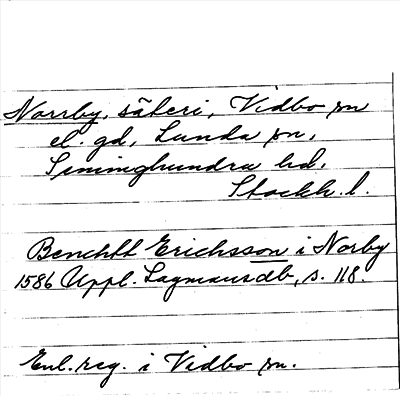 Norrby, säteri, Vidbo sn
el. gd, Lunda sn,
Seminghundra hd,
Stockh. l.
Benchtt Erichsson i Norby
1586 Uppl. Lagmansdb, s. 118.
Enl. reg. i Vidbo sn.